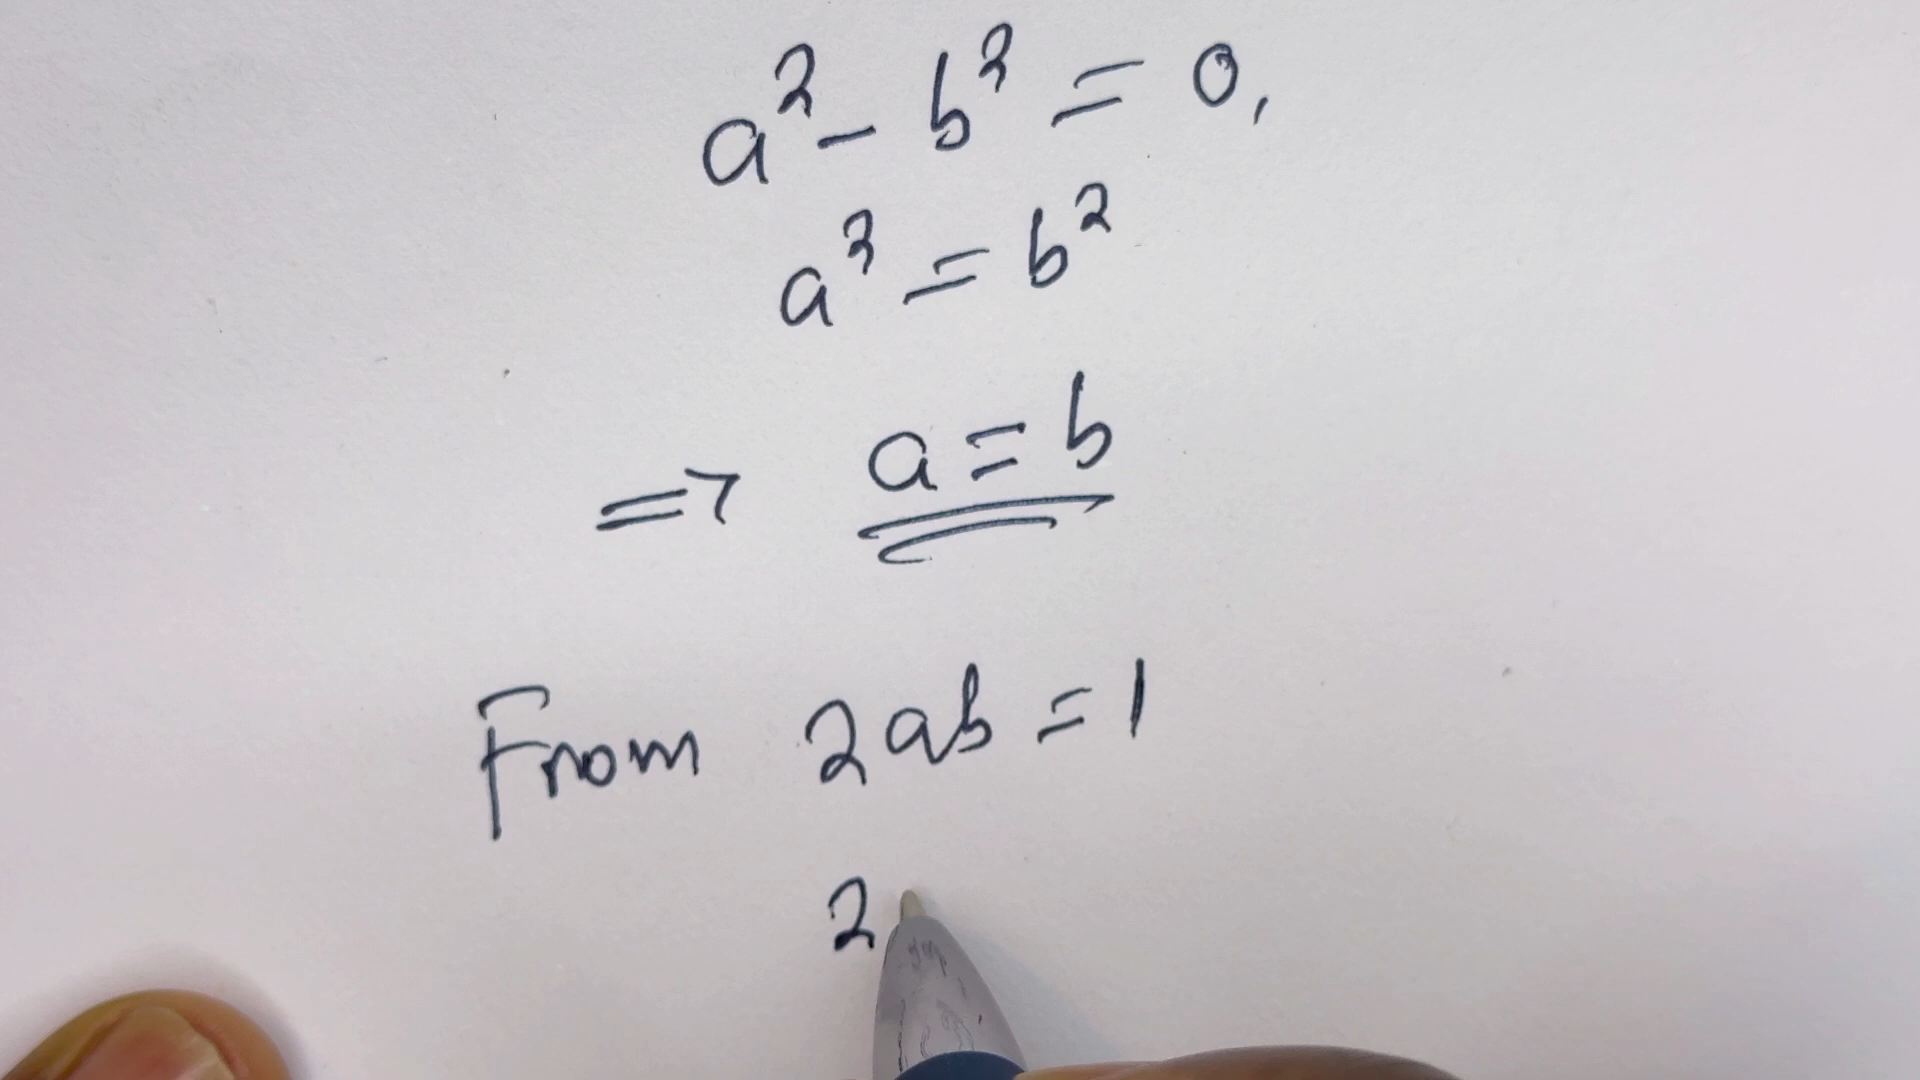 a² - b² = 0,
a² = b²
=> a = b
From 2ab = 1
2